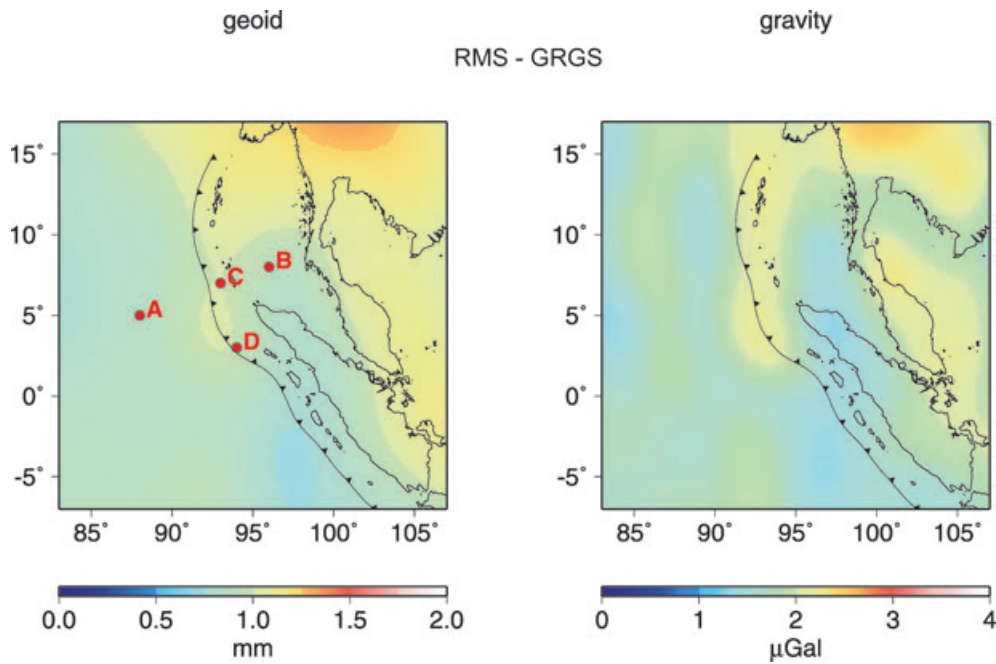 geoid gravity
RMS - GRGS
15° 15°
10° 10°
5° 5°
0° 0°
-5° -5°
A
B
C
D
85° 90° 95° 100° 105° 85° 90° 95° 100° 105°
0.0 0.5 1.0 1.5 2.0 0 1 2 3 4
mm μGal